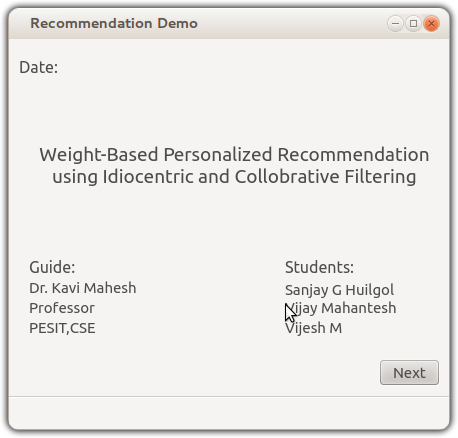 Recommendation Demo
Date:
Weight-Based Personalized Recommendation
using Idiocentric and Collobrative Filtering
Guide:
Dr. Kavi Mahesh
Professor
PESIT,CSE
Students:
Sanjay G Huilgol
Vijay Mahantesh
Vijesh M
Next